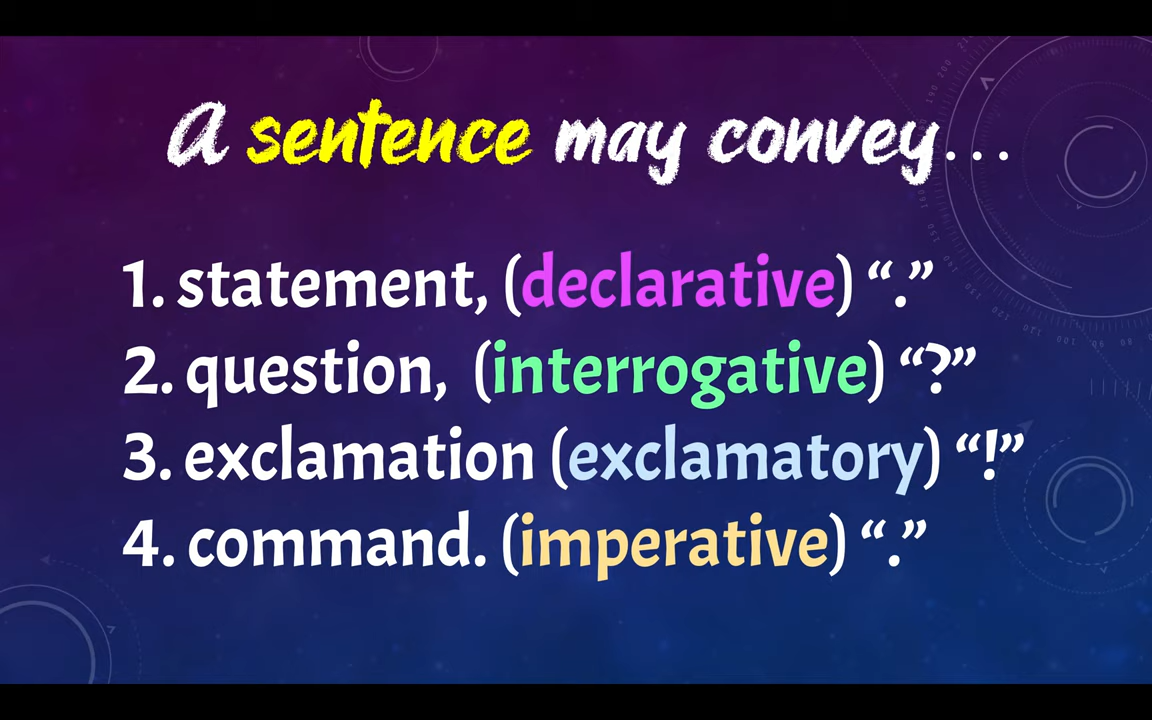 A sentence may convey...
1. statement, (declarative) “.”
2. question, (interrogative) “?”
3. exclamation (exclamatory) “!”
4. command. (imperative) “.”